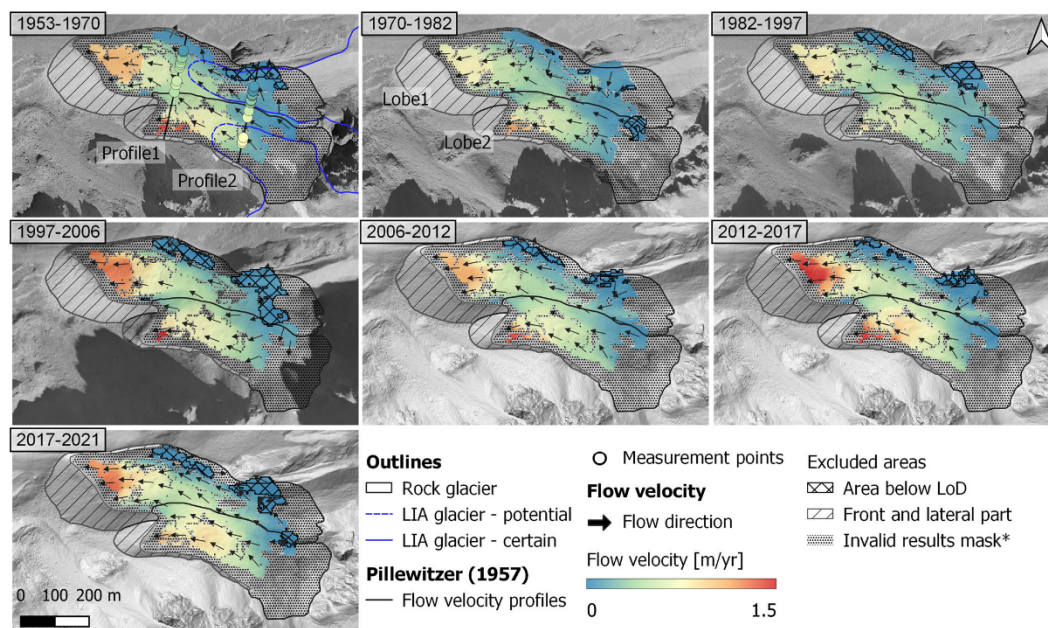 1953-1970
1970-1982
1982-1997
Profile1
Profile2
Lobe1
Lobe2
1997-2006
2006-2012
2012-2017
2017-2021
0 100 200 m
Outlines
Rock glacier
LIA glacier - potential
LIA glacier - certain
Pillewitzer (1957)
Flow velocity profiles
Measurement points
Flow velocity
Flow direction
Flow velocity [m/yr]
0 1.5
Excluded areas
Area below LoD
Front and lateral part
Invalid results mask*